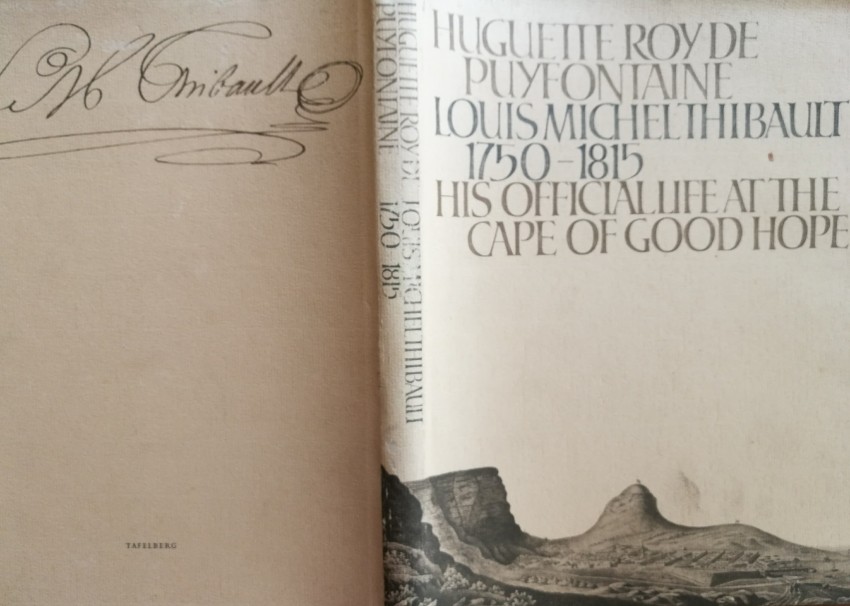 L M Thibault
TAFELBERG
HUGUETTE ROY DE
PUYFONTAINE
LOUIS MICHEL THIBAULT
1750–1815
HUGUETTE ROY DE
PUYFONTAINE
LOUIS MICHEL THIBAULT
1750–1815
HIS OFFICIAL LIFE AT THE
CAPE OF GOOD HOPE